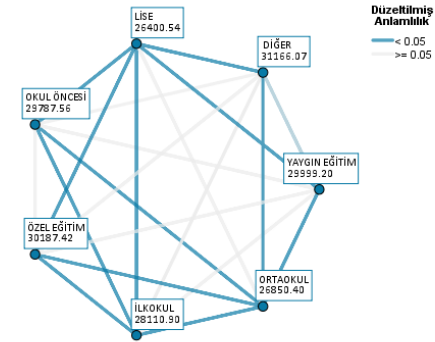 LİSE
26400.54
DİĞER
31166.07
Düzeltilmiş
Anlamlılık
< 0.05
>= 0.05
OKUL ÖNCESİ
29787.56
YAYGIN EĞİTİM
29999.20
ÖZEL EĞİTİM
30187.42
ORTAOKUL
26850.40
İLKOKUL
28110.90